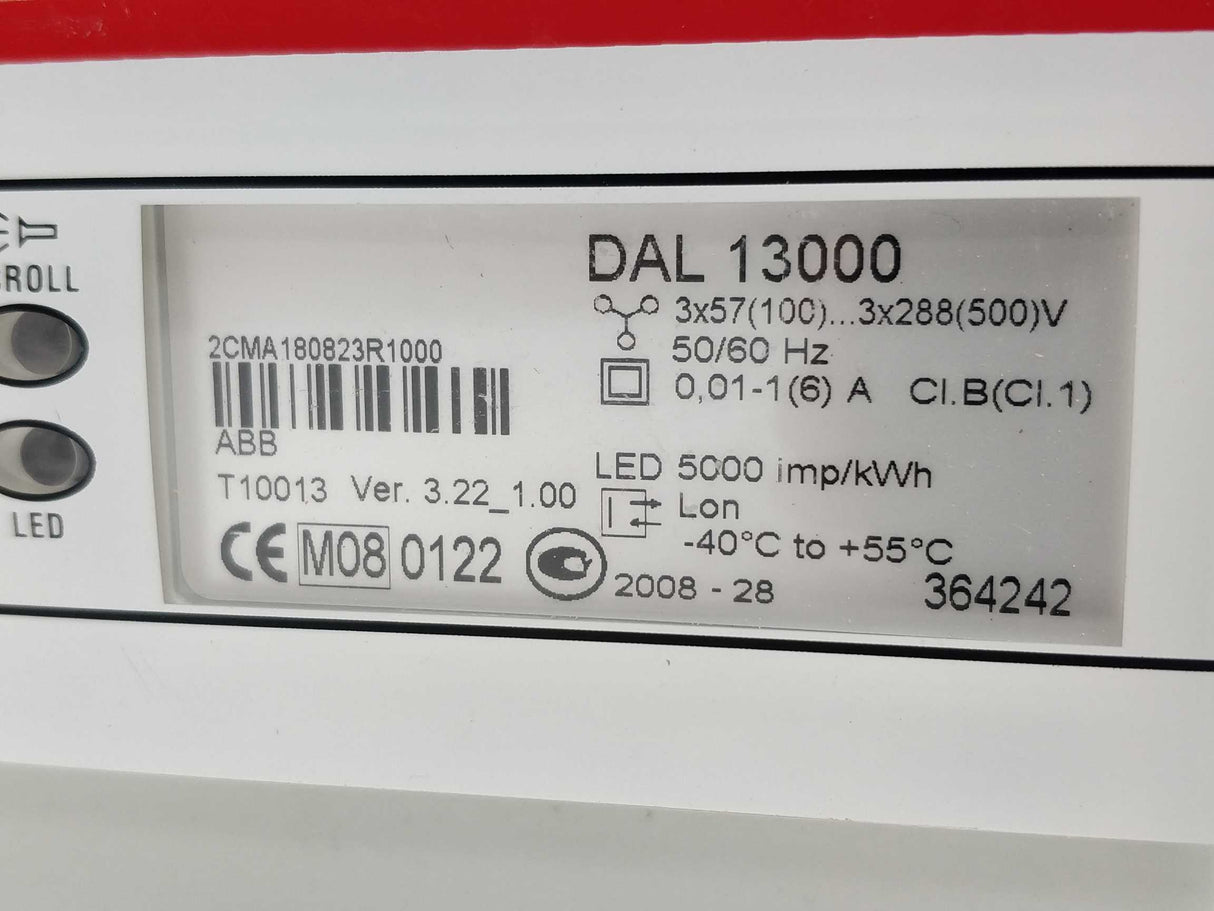 ROLL
LED
2CMA180823R1000
ABB
T10013 Ver. 3.22_1.00
CE M08 0122
DAL 13000
3x57(100)...3x288(500)V
50/60 Hz
0,01-1(6) A Cl.B(Cl.1)
LED 5000 imp/kWh
Lon
-40°C to +55°C
2008 - 28
364242